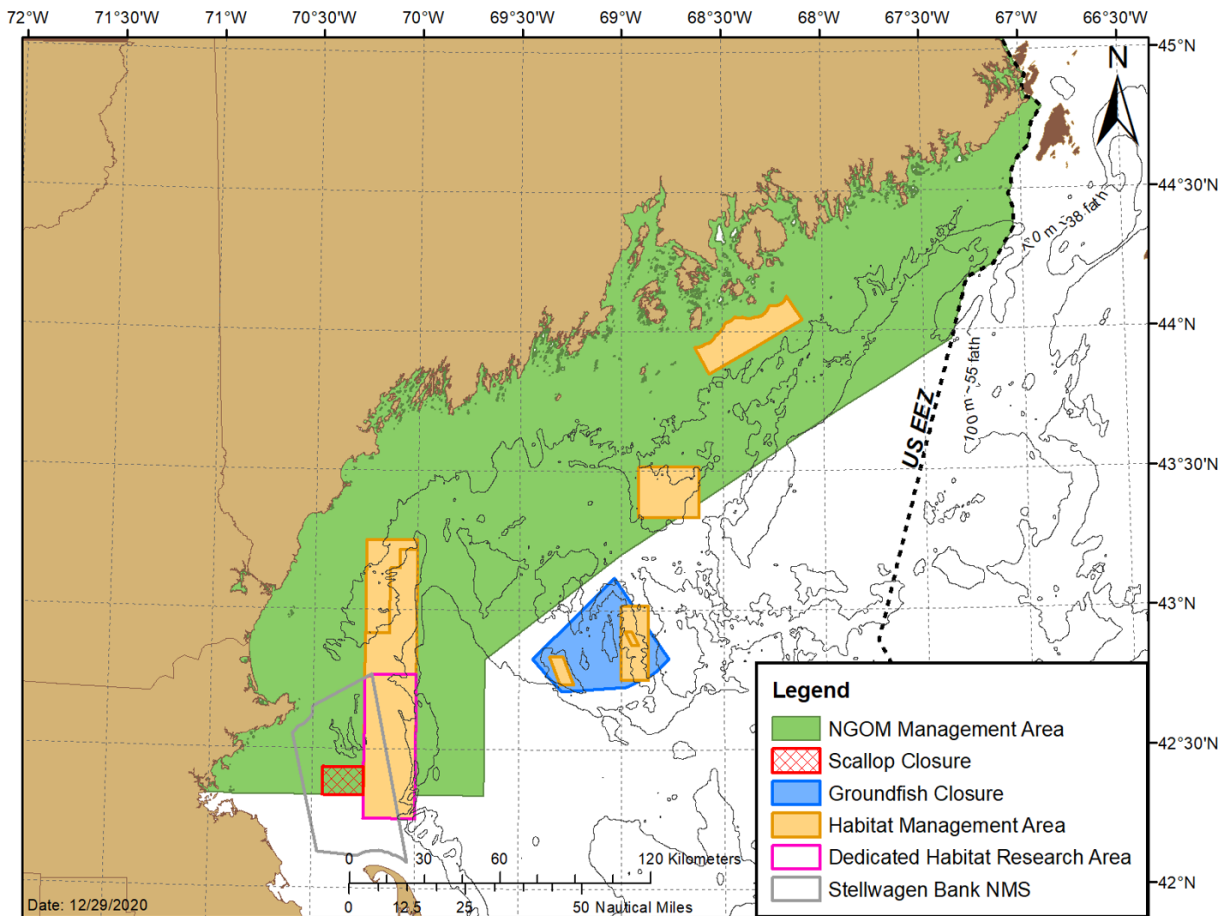 72°W 71°30'W 71°W 70°30'W 70°W 69°30'W 69°W 68°30'W 68°W 67°30'W 67°W 66°30'W
45°N
N
44°30'N
38 fath
44°N
100 m ~ 55 fath
US EEZ
43°30'N
43°N
42°30'N
42°N
Legend
NGOM Management Area
Scallop Closure
Groundfish Closure
Habitat Management Area
Dedicated Habitat Research Area
Stellwagen Bank NMS
0 30 60 120 Kilometers
0 12.5 25 50 Nautical Miles
Date: 12/29/2020